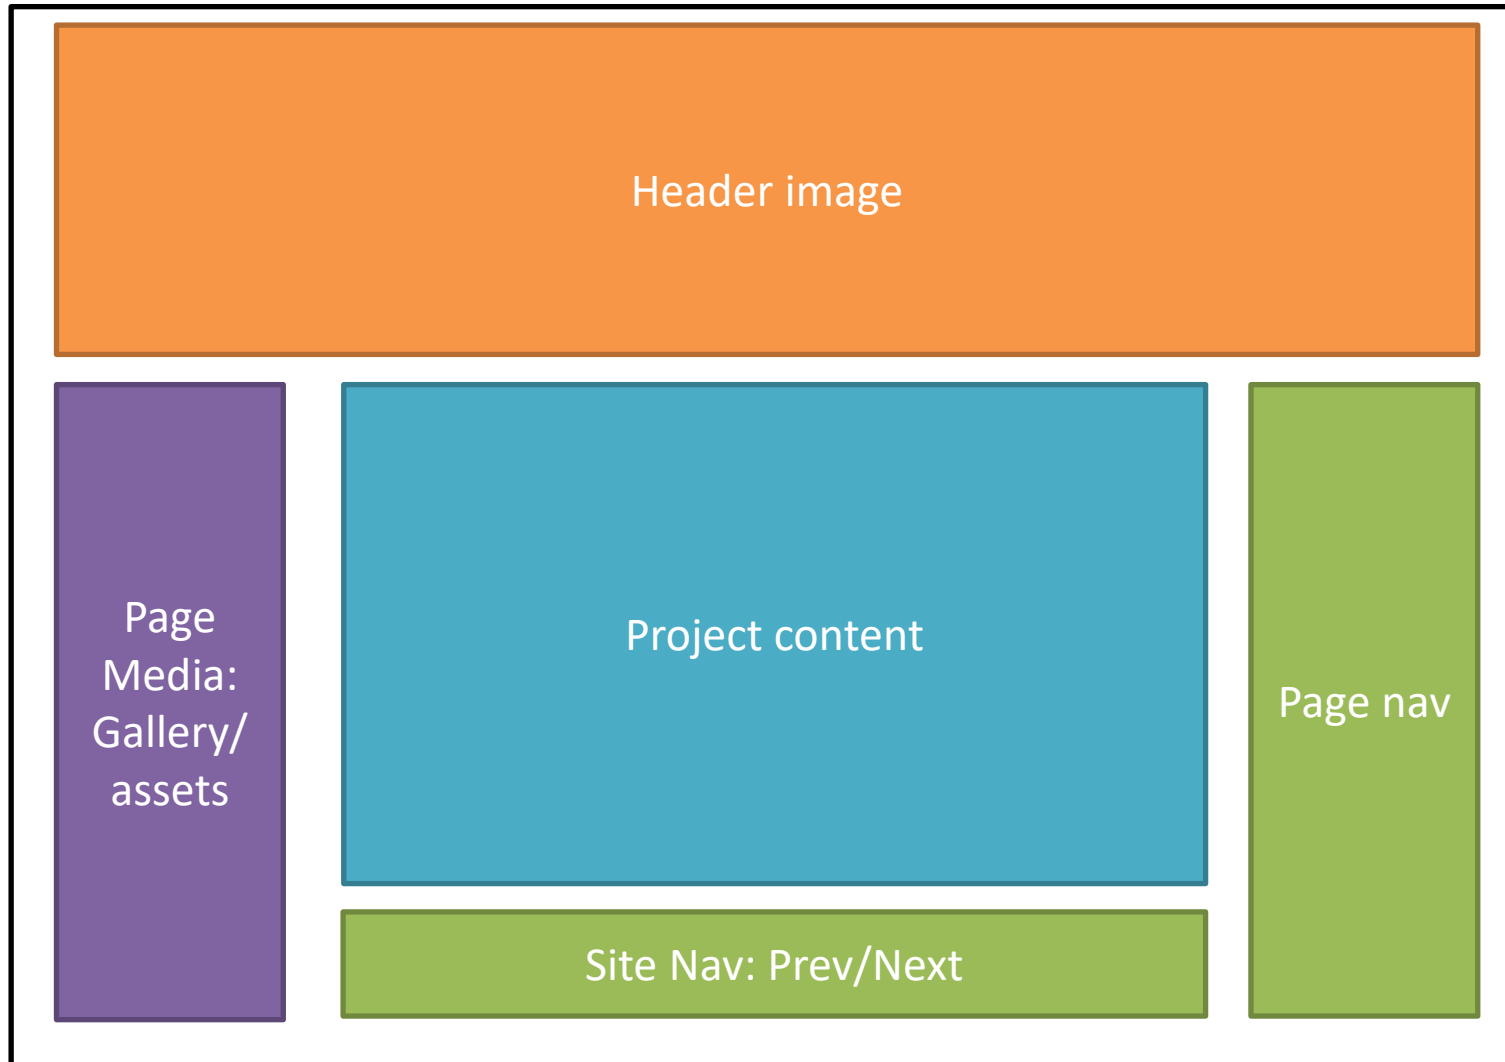 Header image
Page
Media:
Gallery/
assets
Project content
Page nav
Site Nav: Prev/Next